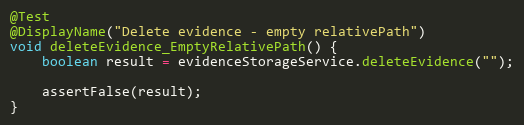 @Test
@DisplayName("Delete evidence - empty relativePath")
void deleteEvidence_EmptyRelativePath() {
    boolean result = evidenceStorageService.deleteEvidence("");

    assertFalse(result);
}